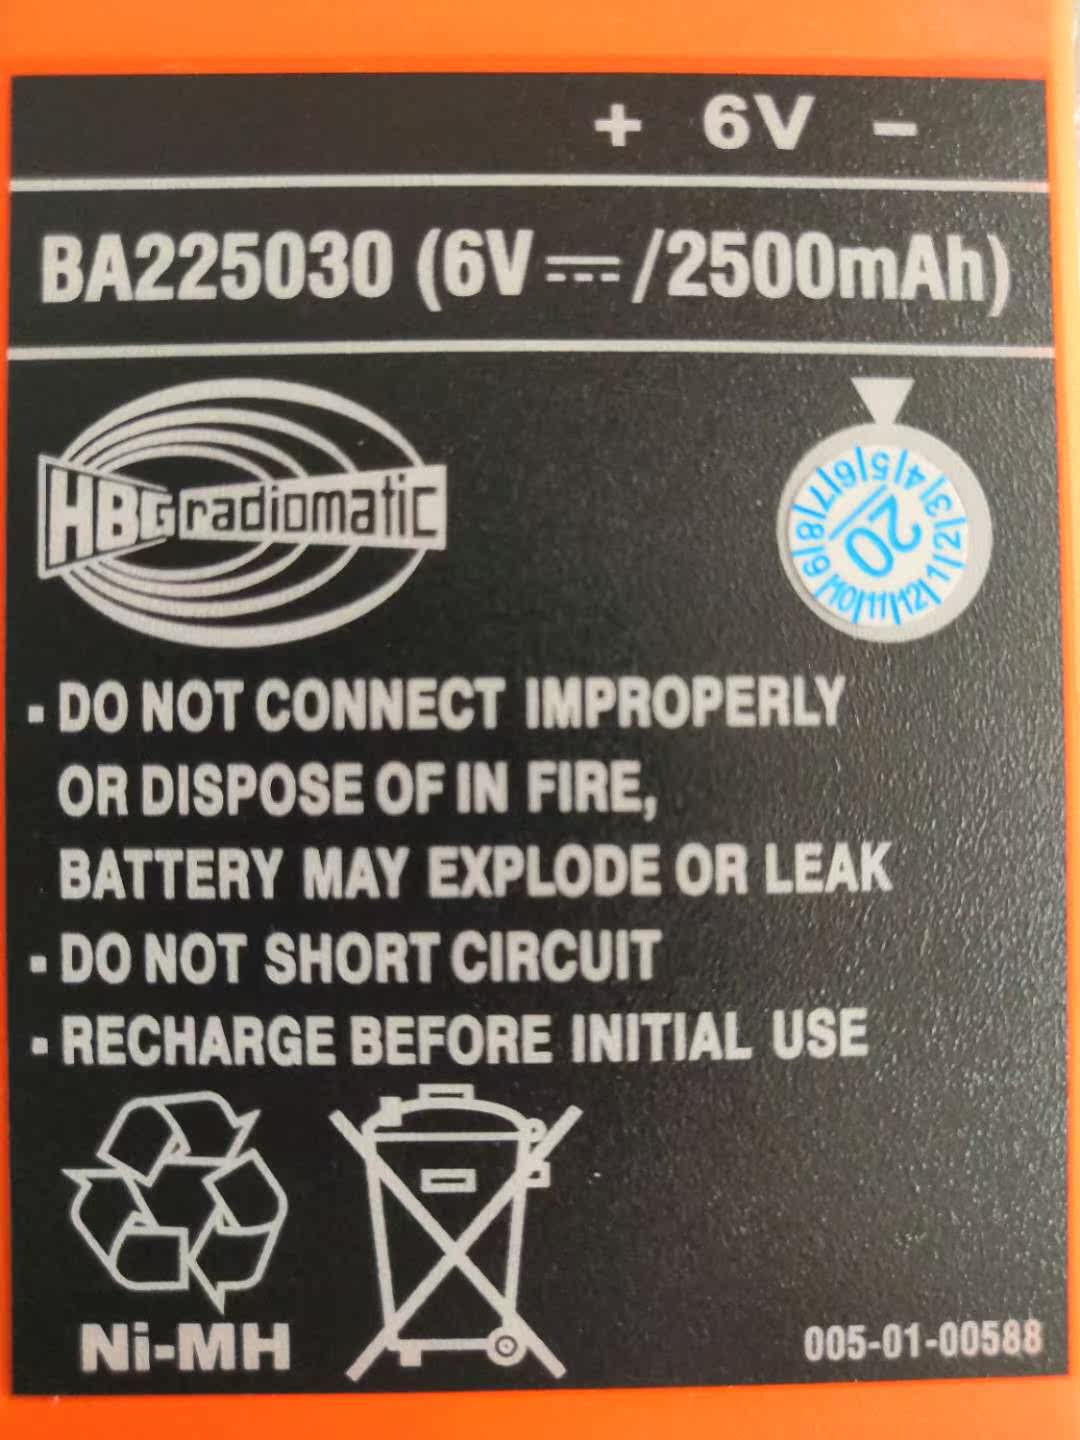 + 6V −
BA225030 (6V⎓/2500mAh)
HBC radiomatic
1|2|3|4|5|6|7|8|9|10|11|12|
20
▪ DO NOT CONNECT IMPROPERLY
OR DISPOSE OF IN FIRE,
BATTERY MAY EXPLODE OR LEAK
▪ DO NOT SHORT CIRCUIT
▪ RECHARGE BEFORE INITIAL USE
Ni-MH
005-01-00588